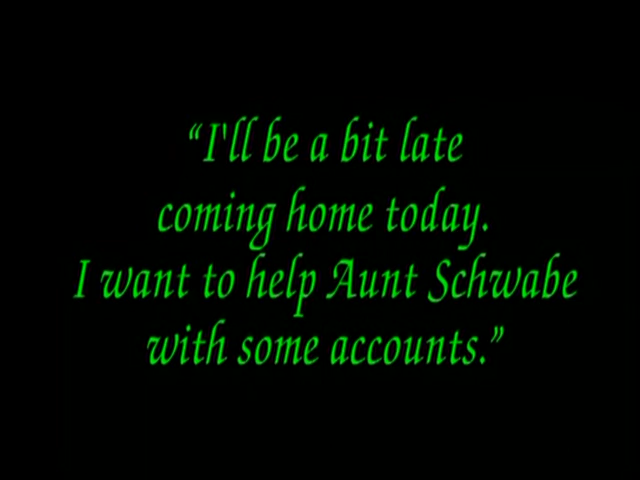 “I'll be a bit late
coming home today.
I want to help Aunt Schwabe
with some accounts.”